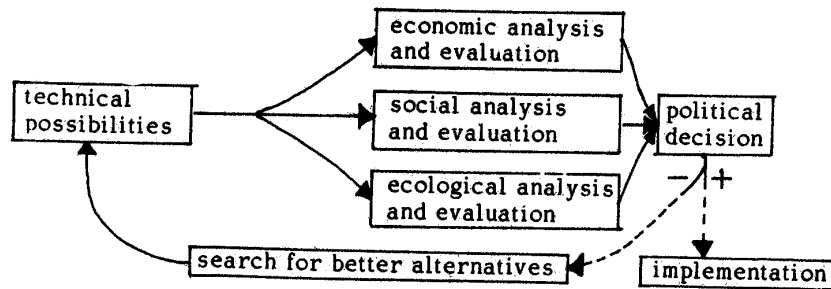 economic analysis
and evaluation
technical
possibilities
social analysis
and evaluation
political
decision
ecological analysis
and evaluation
- +
search for better alternatives
implementation